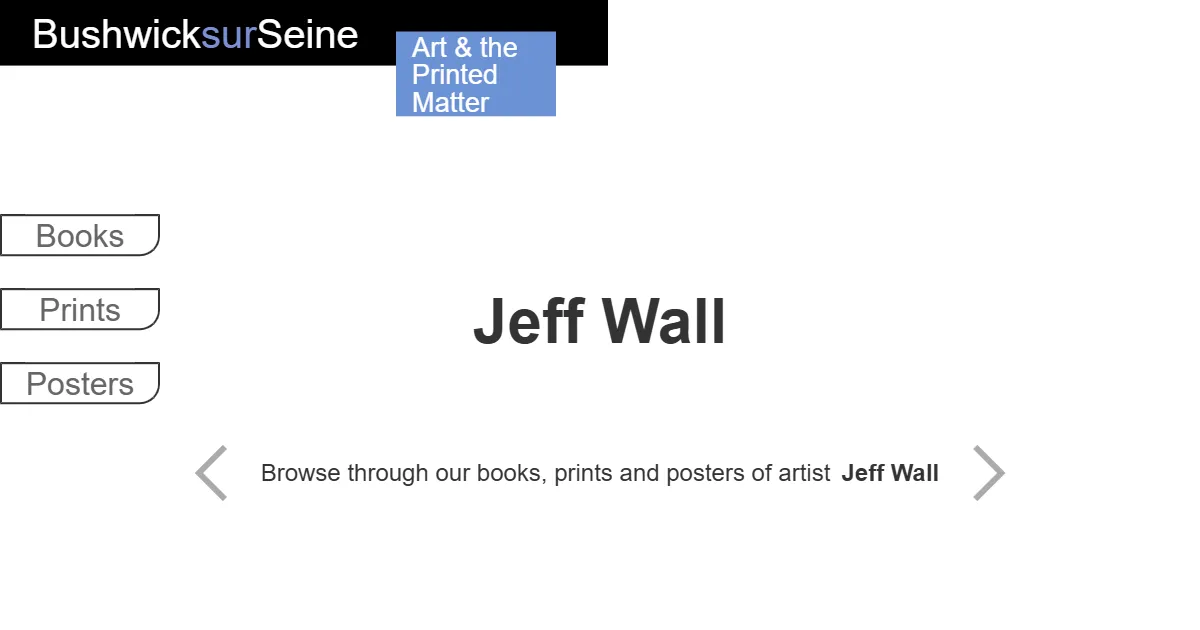 BushwicksurSeine
Art & the
Printed
Matter
Books
Prints
Posters
Jeff Wall
Browse through our books, prints and posters of artist Jeff Wall